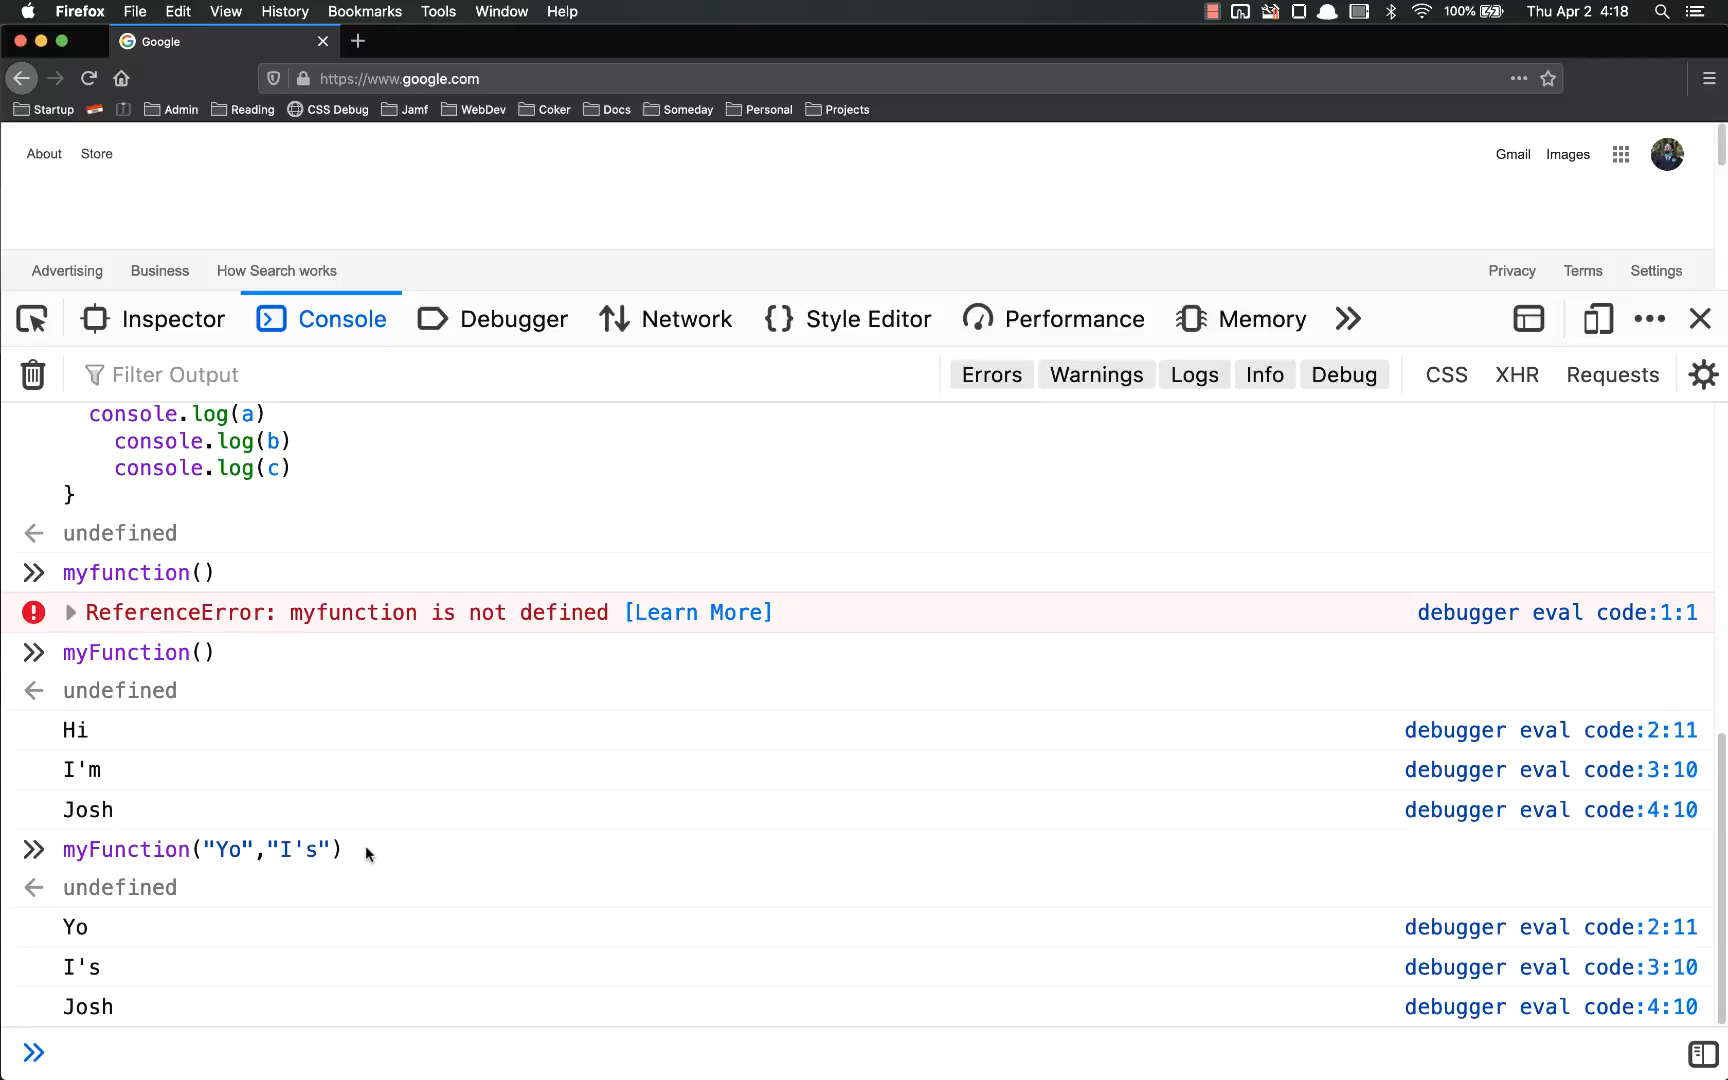 Firefox File Edit View History Bookmarks Tools Window Help 100% Thu Apr 2 4:18
Google
https://www.google.com
Startup Admin Reading CSS Debug Jamf WebDev Coker Docs Someday Personal Projects
About Store Gmail Images
Advertising Business How Search works Privacy Terms Settings
Inspector Console Debugger Network Style Editor Performance Memory
Filter Output Errors Warnings Logs Info Debug CSS XHR Requests
console.log(a)
console.log(b)
console.log(c)
}
undefined
myfunction()
ReferenceError: myfunction is not defined [Learn More] debugger eval code:1:1
myFunction()
undefined
Hi debugger eval code:2:11
I'm debugger eval code:3:10
Josh debugger eval code:4:10
myFunction("Yo","I's")
undefined
Yo debugger eval code:2:11
I's debugger eval code:3:10
Josh debugger eval code:4:10